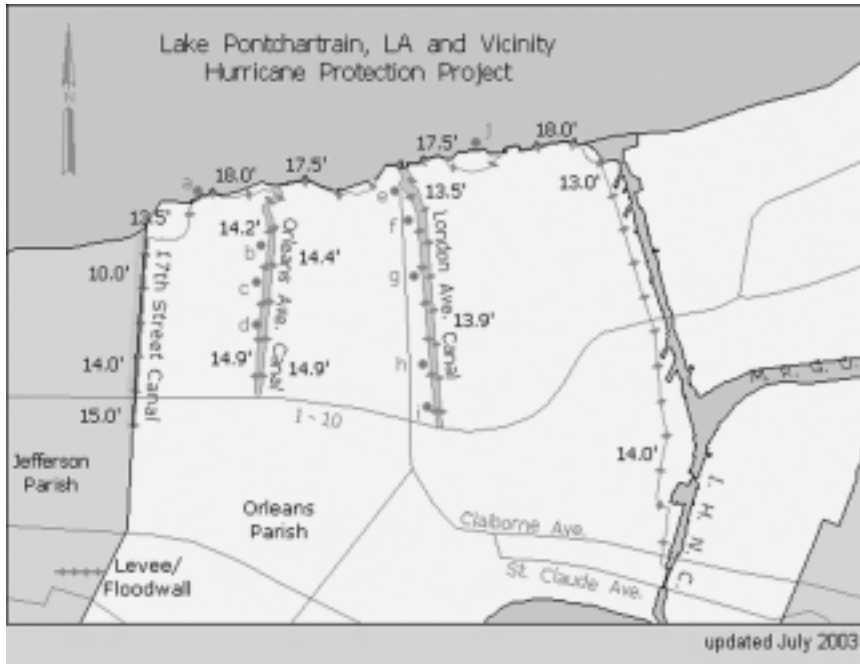 Lake Pontchartrain, LA and Vicinity
Hurricane Protection Project
N
j
17.5'
18.0'
17.5'
18.0'
a
13.0'
e
13.5'
13.5'
f
14.2'
b
14.4'
10.0'
c
g
17th Street Canal
Orleans Ave. Canal
London Ave. Canal
d
13.9'
14.0'
14.9'
14.9'
h
M. R. G. O.
15.0'
I - 10
i
Jefferson
Parish
14.0'
I. H. N. C.
Orleans
Parish
Claiborne Ave.
St. Claude Ave.
Levee/
Floodwall
updated July 2003